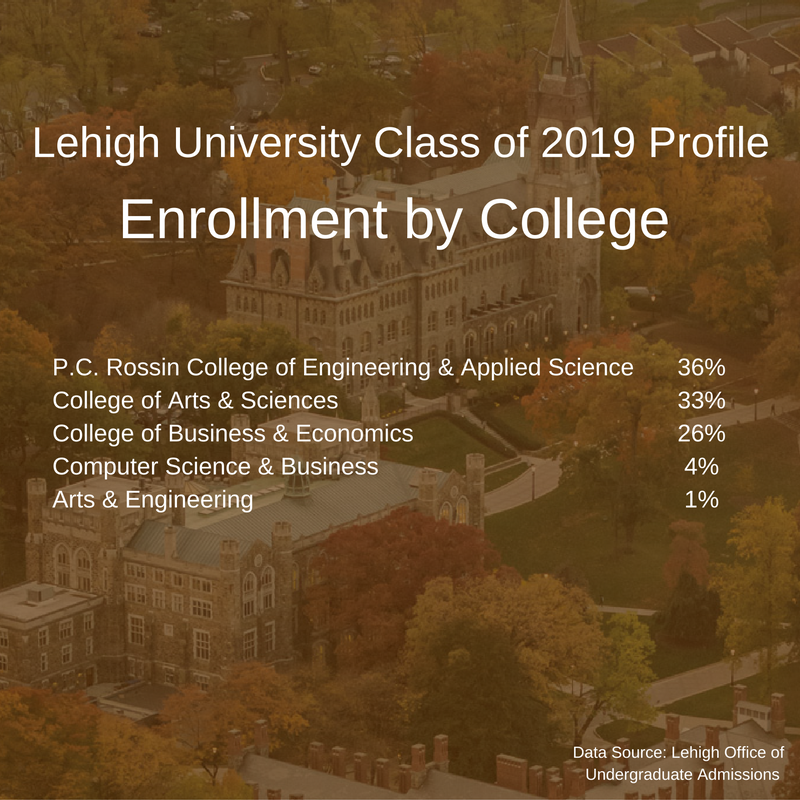 Lehigh University Class of 2019 Profile
Enrollment by College
P.C. Rossin College of Engineering & Applied Science 36%
College of Arts & Sciences 33%
College of Business & Economics 26%
Computer Science & Business 4%
Arts & Engineering 1%
Data Source: Lehigh Office of
Undergraduate Admissions